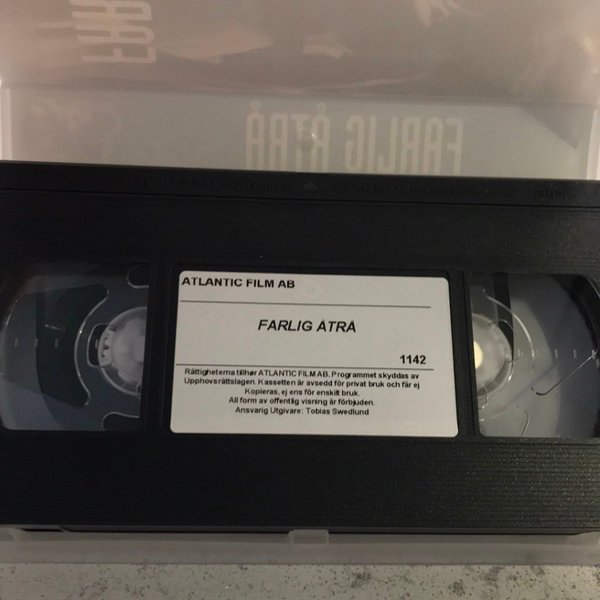 FARLIG ÅTRÅ
VHS
ATLANTIC FILM AB
FARLIG ÅTRÅ
1142
Rättigheterna tillhør ATLANTIC FILM AB. Programmet skyddas av
Upphovsrättslagen. Kassetten är avsedd för privat bruk och får ej
Kopieras, ej ens för enskilt bruk.
All form av offentlig visning är förbjuden.
Ansvarig Utgivare: Tobias Swedlund